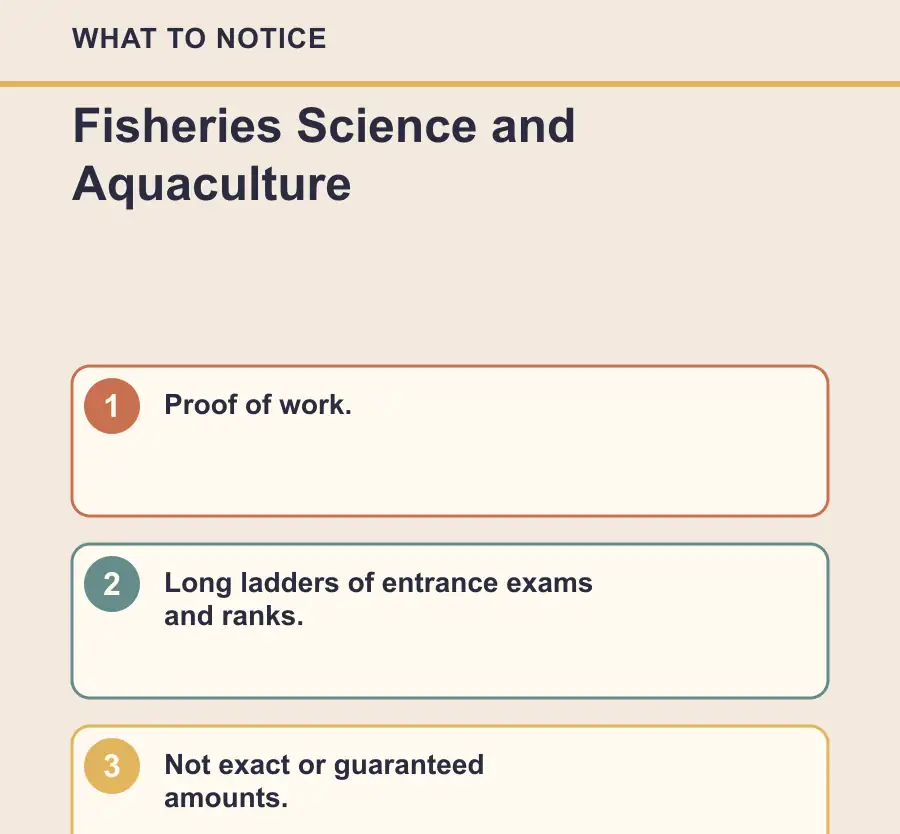 WHAT TO NOTICE
Fisheries Science and
Aquaculture
1
Proof of work.
2
Long ladders of entrance exams
and ranks.
3
Not exact or guaranteed
amounts.